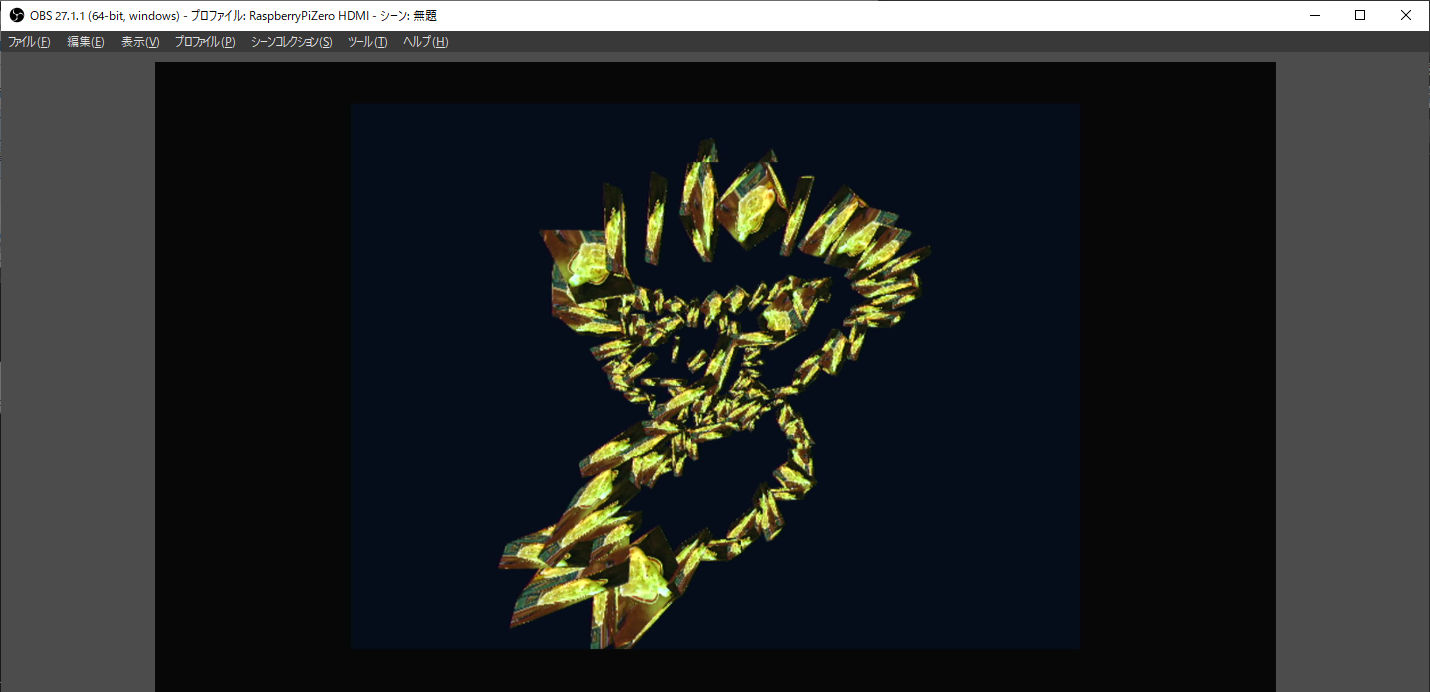 OBS 27.1.1 (64-bit, windows) - プロファイル: RaspberryPiZero HDMI - シーン: 無題
ファイル(F) 編集(E) 表示(V) プロファイル(P) シーンコレクション(S) ツール(T) ヘルプ(H)